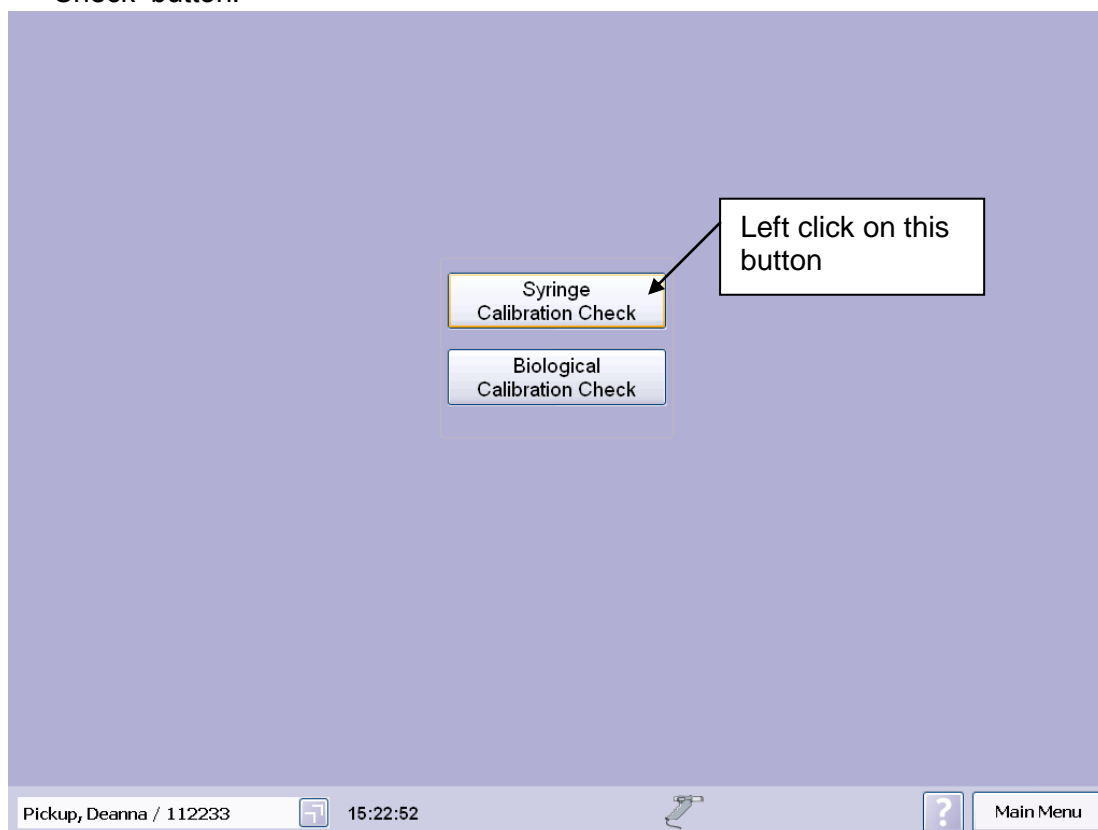 Check' button.
Left click on this
button
Syringe
Calibration Check
Biological
Calibration Check
Pickup, Deanna / 112233 15:22:52 ? Main Menu